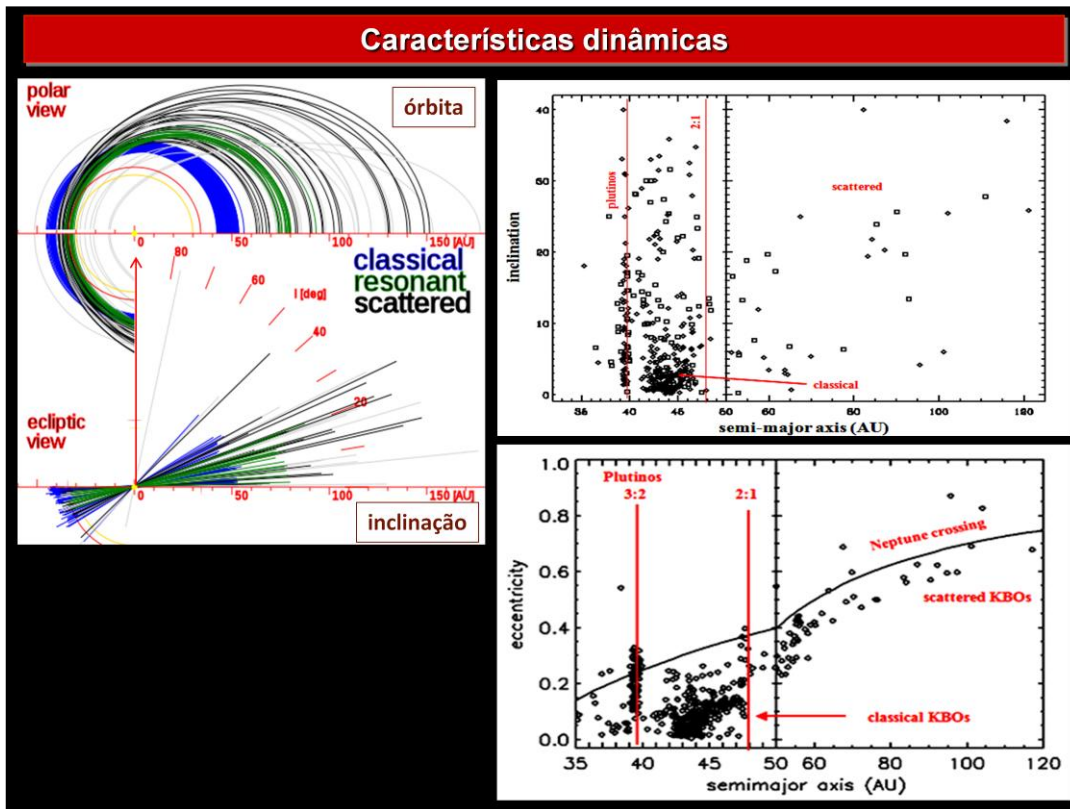 Características dinâmicas
polar
view
órbita
0 50 100 150 [AU]
80
60
i [deg]
40
20
classical
resonant
scattered
ecliptic
view
0 50 100 150 [AU]
inclinação
inclination
40
50
20
10
0
plutinos
2:1
scattered
classical
36 40 45 50 60 80 100
semi-major axis (AU)
eccentricity
1.0
0.8
0.6
0.4
0.2
0.0
Plutinos
3:2
2:1
Neptune crossing
scattered KBOs
classical KBOs
35 40 45 50 60 80 100 120
semimajor axis (AU)